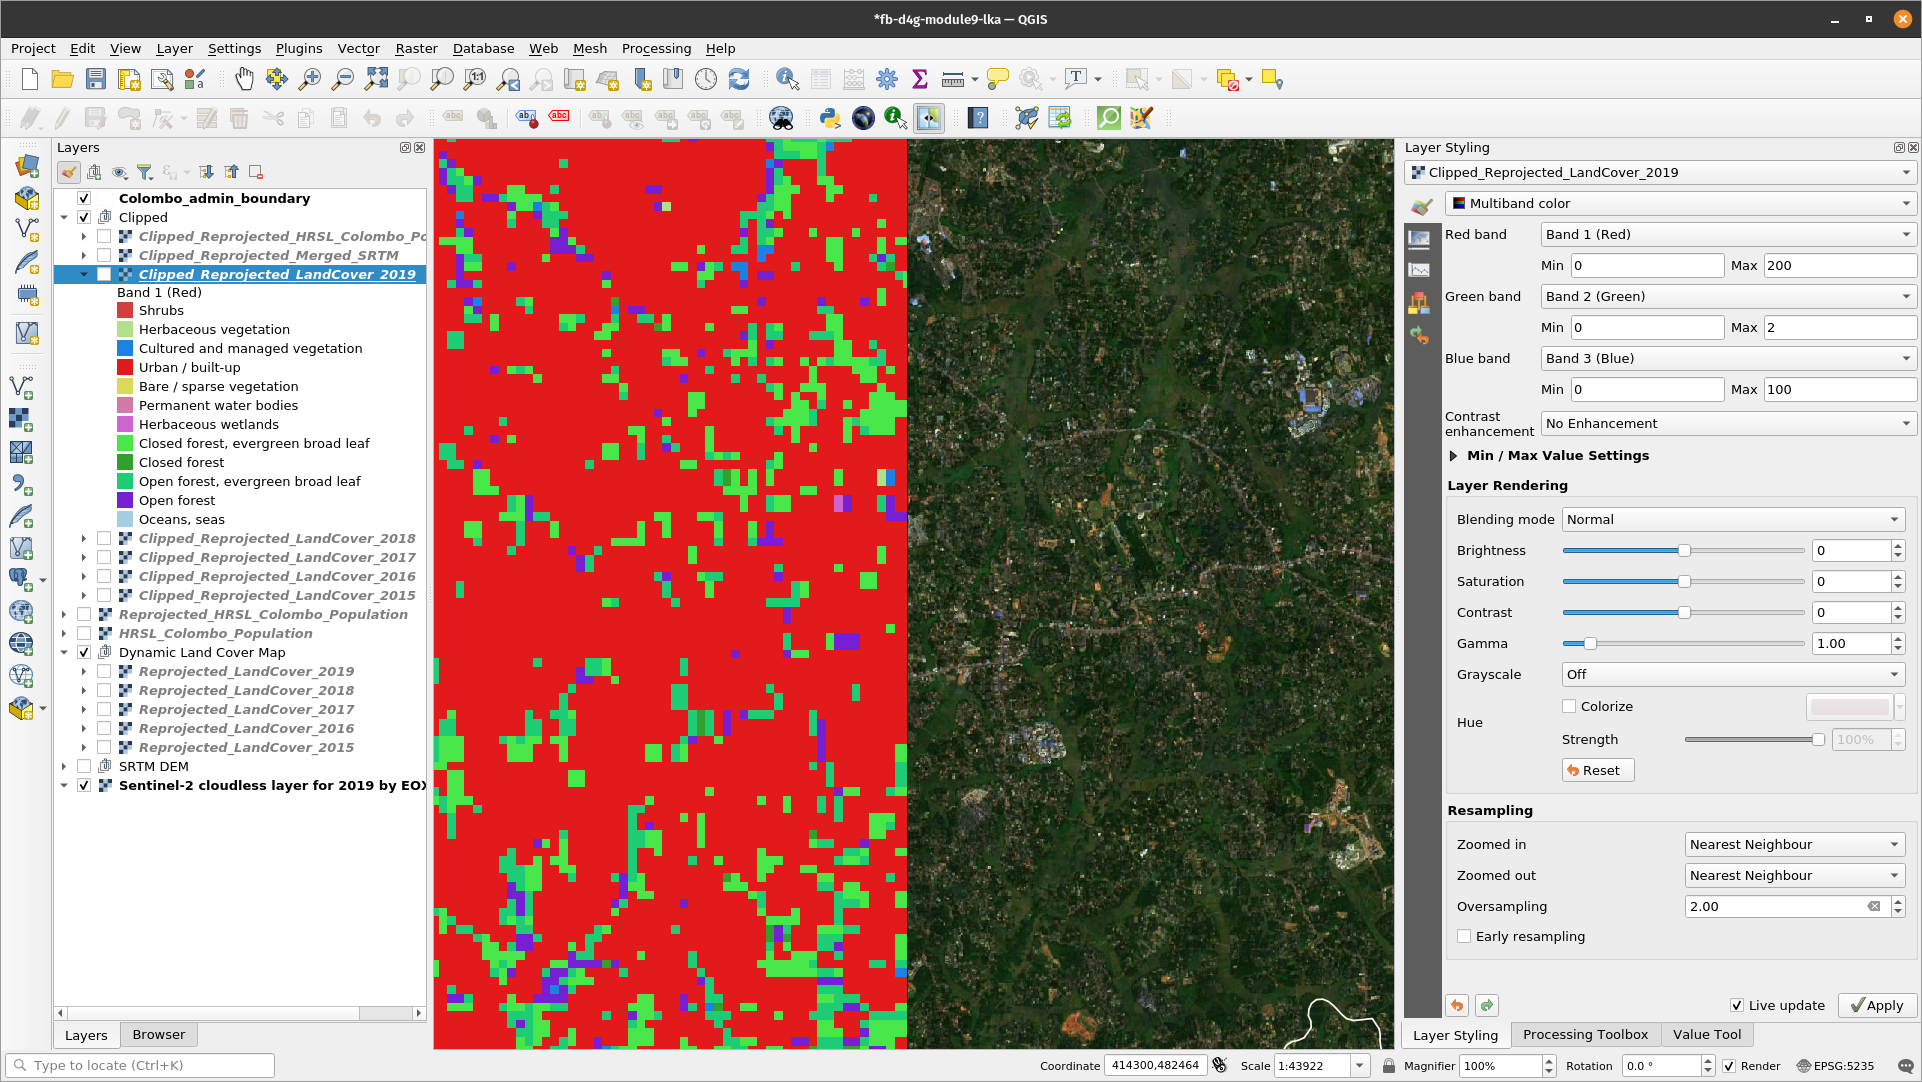 *fb-d4g-module9-lka — QGIS
Project Edit View Layer Settings Plugins Vector Raster Database Web Mesh Processing Help
Layers
Colombo_admin_boundary
Clipped
Clipped_Reprojected_HRSL_Colombo_Po
Clipped_Reprojected_Merged_SRTM
Clipped_Reprojected_LandCover_2019
Band 1 (Red)
Shrubs
Herbaceous vegetation
Cultured and managed vegetation
Urban / built-up
Bare / sparse vegetation
Permanent water bodies
Herbaceous wetlands
Closed forest, evergreen broad leaf
Closed forest
Open forest, evergreen broad leaf
Open forest
Oceans, seas
Clipped_Reprojected_LandCover_2018
Clipped_Reprojected_LandCover_2017
Clipped_Reprojected_LandCover_2016
Clipped_Reprojected_LandCover_2015
Reprojected_HRSL_Colombo_Population
HRSL_Colombo_Population
Dynamic Land Cover Map
Reprojected_LandCover_2019
Reprojected_LandCover_2018
Reprojected_LandCover_2017
Reprojected_LandCover_2016
Reprojected_LandCover_2015
SRTM DEM
Sentinel-2 cloudless layer for 2019 by EOX
Layers Browser
Layer Styling
Clipped_Reprojected_LandCover_2019
Multiband color
Red band Band 1 (Red)
Min 0 Max 200
Green band Band 2 (Green)
Min 0 Max 2
Blue band Band 3 (Blue)
Min 0 Max 100
Contrast
enhancement No Enhancement
Min / Max Value Settings
Layer Rendering
Blending mode Normal
Brightness 0
Saturation 0
Contrast 0
Gamma 1.00
Grayscale Off
Hue Colorize
Strength 100%
Reset
Resampling
Zoomed in Nearest Neighbour
Zoomed out Nearest Neighbour
Oversampling 2.00
Early resampling
Live update Apply
Layer Styling Processing Toolbox Value Tool
Type to locate (Ctrl+K) Coordinate 414300,482464 Scale 1:43922 Magnifier 100% Rotation 0.0 ° Render EPSG:5235